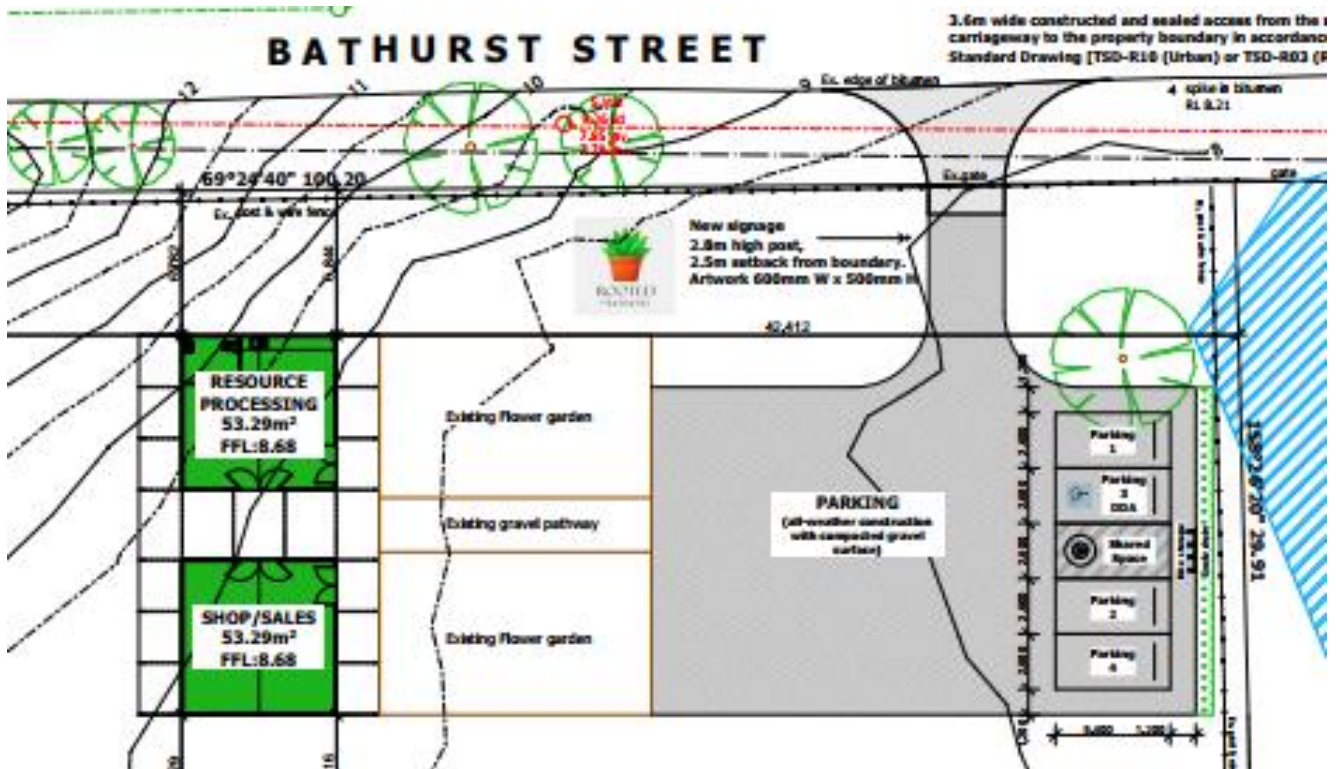 3.6m wide constructed and sealed access from the
carriageway to the property boundary in accordance
Standard Drawing [TSD-R10 (Urban) or TSD-R03
BATHURST STREET
12
11
10
9
Ex. edge of bitumen
spike in bitumen
RL 8.21
8
69°24'40" 100.20
Ex. post & wire fence
Ex.gate
gate
New signage
2.8m high post,
2.5m setback from boundary.
Artwork 600mm W x 500mm H
ROOTED
42,412
RESOURCE
PROCESSING
53.29m²
FFL:8.68
Existing Flower garden
Existing gravel pathway
Existing Flower garden
SHOP/SALES
53.29m²
FFL:8.68
PARKING
(all-weather construction
with compacted gravel
surface)
Parking
1
Parking
3
DDA
Shared
Space
Parking
2
Parking
4
29.91